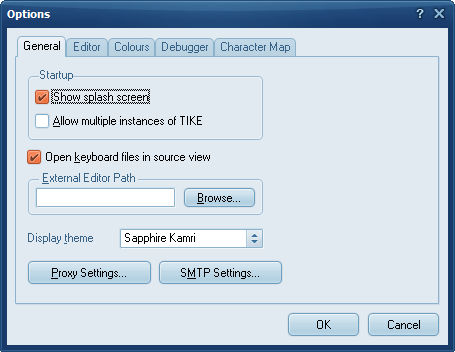 Options
General Editor Colours Debugger Character Map
Startup
Show splash screen
Allow multiple instances of TIKE
Open keyboard files in source view
External Editor Path
Browse...
Display theme Sapphire Kamri
Proxy Settings... SMTP Settings...
OK Cancel